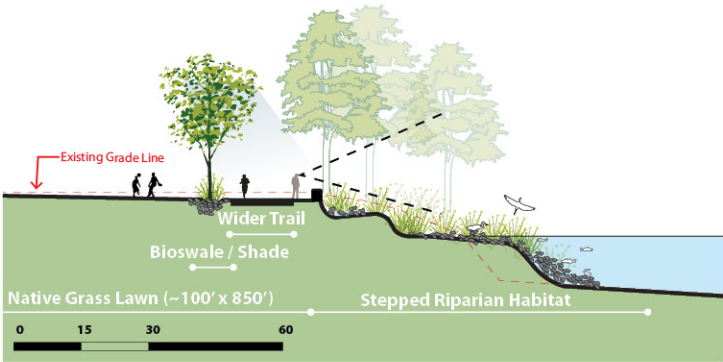 Existing Grade Line
Wider Trail
Bioswale / Shade
Native Grass Lawn (~100' x 850')
Stepped Riparian Habitat
0 15 30 60